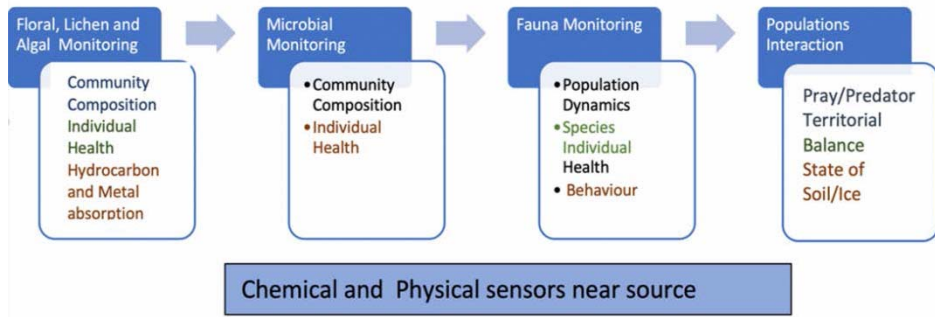 Floral, Lichen and
Algal Monitoring
Community
Composition
Individual
Health
Hydrocarbon
and Metal
absorption
Microbial
Monitoring
•Community
Composition
•Individual
Health
Fauna Monitoring
•Population
Dynamics
•Species
Individual
Health
• Behaviour
Populations
Interaction
Pray/Predator
Territorial
Balance
State of
Soil/Ice
Chemical and Physical sensors near source